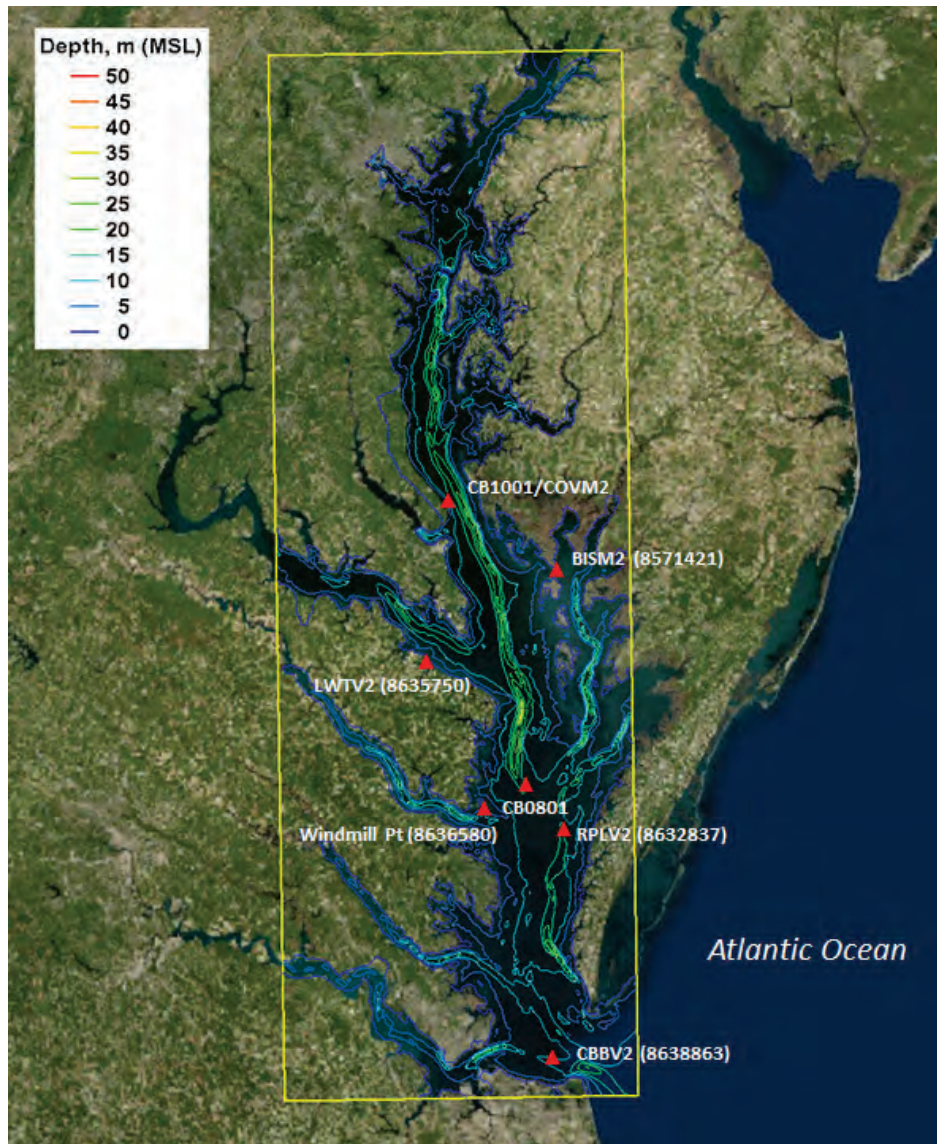 Depth, m (MSL)
50
45
40
35
30
25
20
15
10
5
0
CB1001/COVM2
BISM2 (8571421)
LWTV2 (8635750)
CB0801
Windmill Pt (8636580)
RPLV2 (8632837)
Atlantic Ocean
CBBV2 (8638863)